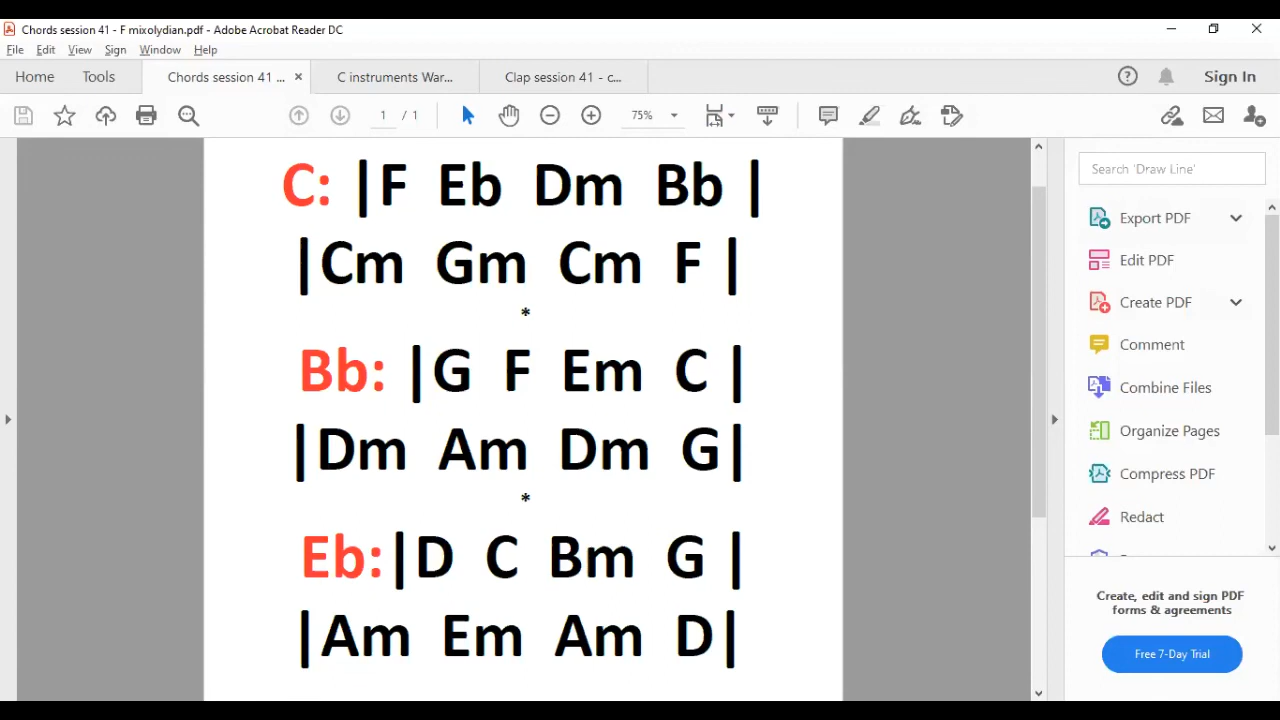 Chords session 41 - F mixolydian.pdf - Adobe Acrobat Reader DC
File Edit View Sign Window Help
Home Tools Chords session 41 ... × C instruments War... Clap session 41 - c... Sign In
1 / 1 75%
Search 'Draw Line'
C: |F Eb Dm Bb |
|Cm Gm Cm F |
*
Bb: |G F Em C |
|Dm Am Dm G|
*
Eb:|D C Bm G |
|Am Em Am D|
Export PDF
Edit PDF
Create PDF
Comment
Combine Files
Organize Pages
Compress PDF
Redact
Create, edit and sign PDF
forms & agreements
Free 7-Day Trial